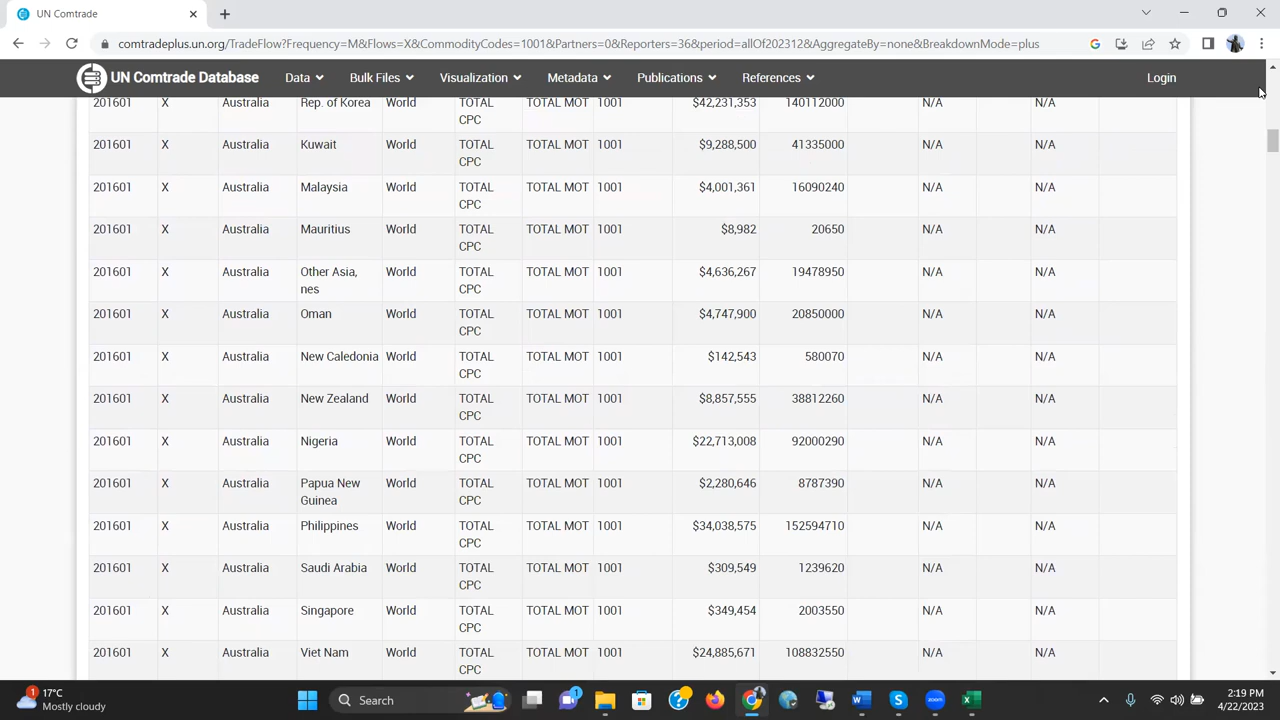 UN Comtrade
comtradeplus.un.org/TradeFlow?Frequency=M&Flows=X&CommodityCodes=1001&Partners=0&Reporters=36&period=allOf202312&AggregateBy=none&BreakdownMode=plus
UN Comtrade Database Data Bulk Files Visualization Metadata Publications References Login
201601 X Australia Rep. of Korea World TOTAL TOTAL MOT 1001 $42,231,353 140112000 N/A N/A
CPC
201601 X Australia Kuwait World TOTAL TOTAL MOT 1001 $9,288,500 41335000 N/A N/A
CPC
201601 X Australia Malaysia World TOTAL TOTAL MOT 1001 $4,001,361 16090240 N/A N/A
CPC
201601 X Australia Mauritius World TOTAL TOTAL MOT 1001 $8,982 20650 N/A N/A
CPC
201601 X Australia Other Asia, World TOTAL TOTAL MOT 1001 $4,636,267 19478950 N/A N/A
nes CPC
201601 X Australia Oman World TOTAL TOTAL MOT 1001 $4,747,900 20850000 N/A N/A
CPC
201601 X Australia New Caledonia World TOTAL TOTAL MOT 1001 $142,543 580070 N/A N/A
CPC
201601 X Australia New Zealand World TOTAL TOTAL MOT 1001 $8,857,555 38812260 N/A N/A
CPC
201601 X Australia Nigeria World TOTAL TOTAL MOT 1001 $22,713,008 92000290 N/A N/A
CPC
201601 X Australia Papua New World TOTAL TOTAL MOT 1001 $2,280,646 8787390 N/A N/A
Guinea CPC
201601 X Australia Philippines World TOTAL TOTAL MOT 1001 $34,038,575 152594710 N/A N/A
CPC
201601 X Australia Saudi Arabia World TOTAL TOTAL MOT 1001 $309,549 1239620 N/A N/A
CPC
201601 X Australia Singapore World TOTAL TOTAL MOT 1001 $349,454 2003550 N/A N/A
CPC
201601 X Australia Viet Nam World TOTAL TOTAL MOT 1001 $24,885,671 108832550 N/A N/A
CPC
1 17°C Search 1 2:19 PM
Mostly cloudy 4/22/2023